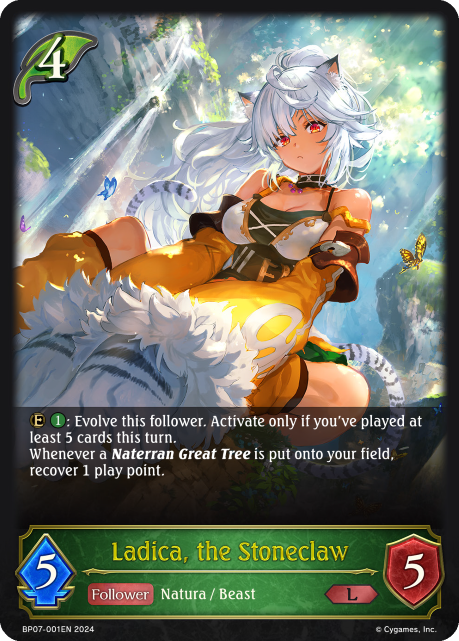 4
E 1: Evolve this follower. Activate only if you've played at
least 5 cards this turn.
Whenever a Naterran Great Tree is put onto your field,
recover 1 play point.
Ladica, the Stoneclaw
5 Follower Natura / Beast L 5
BP07-001EN 2024 © Cygames, Inc.